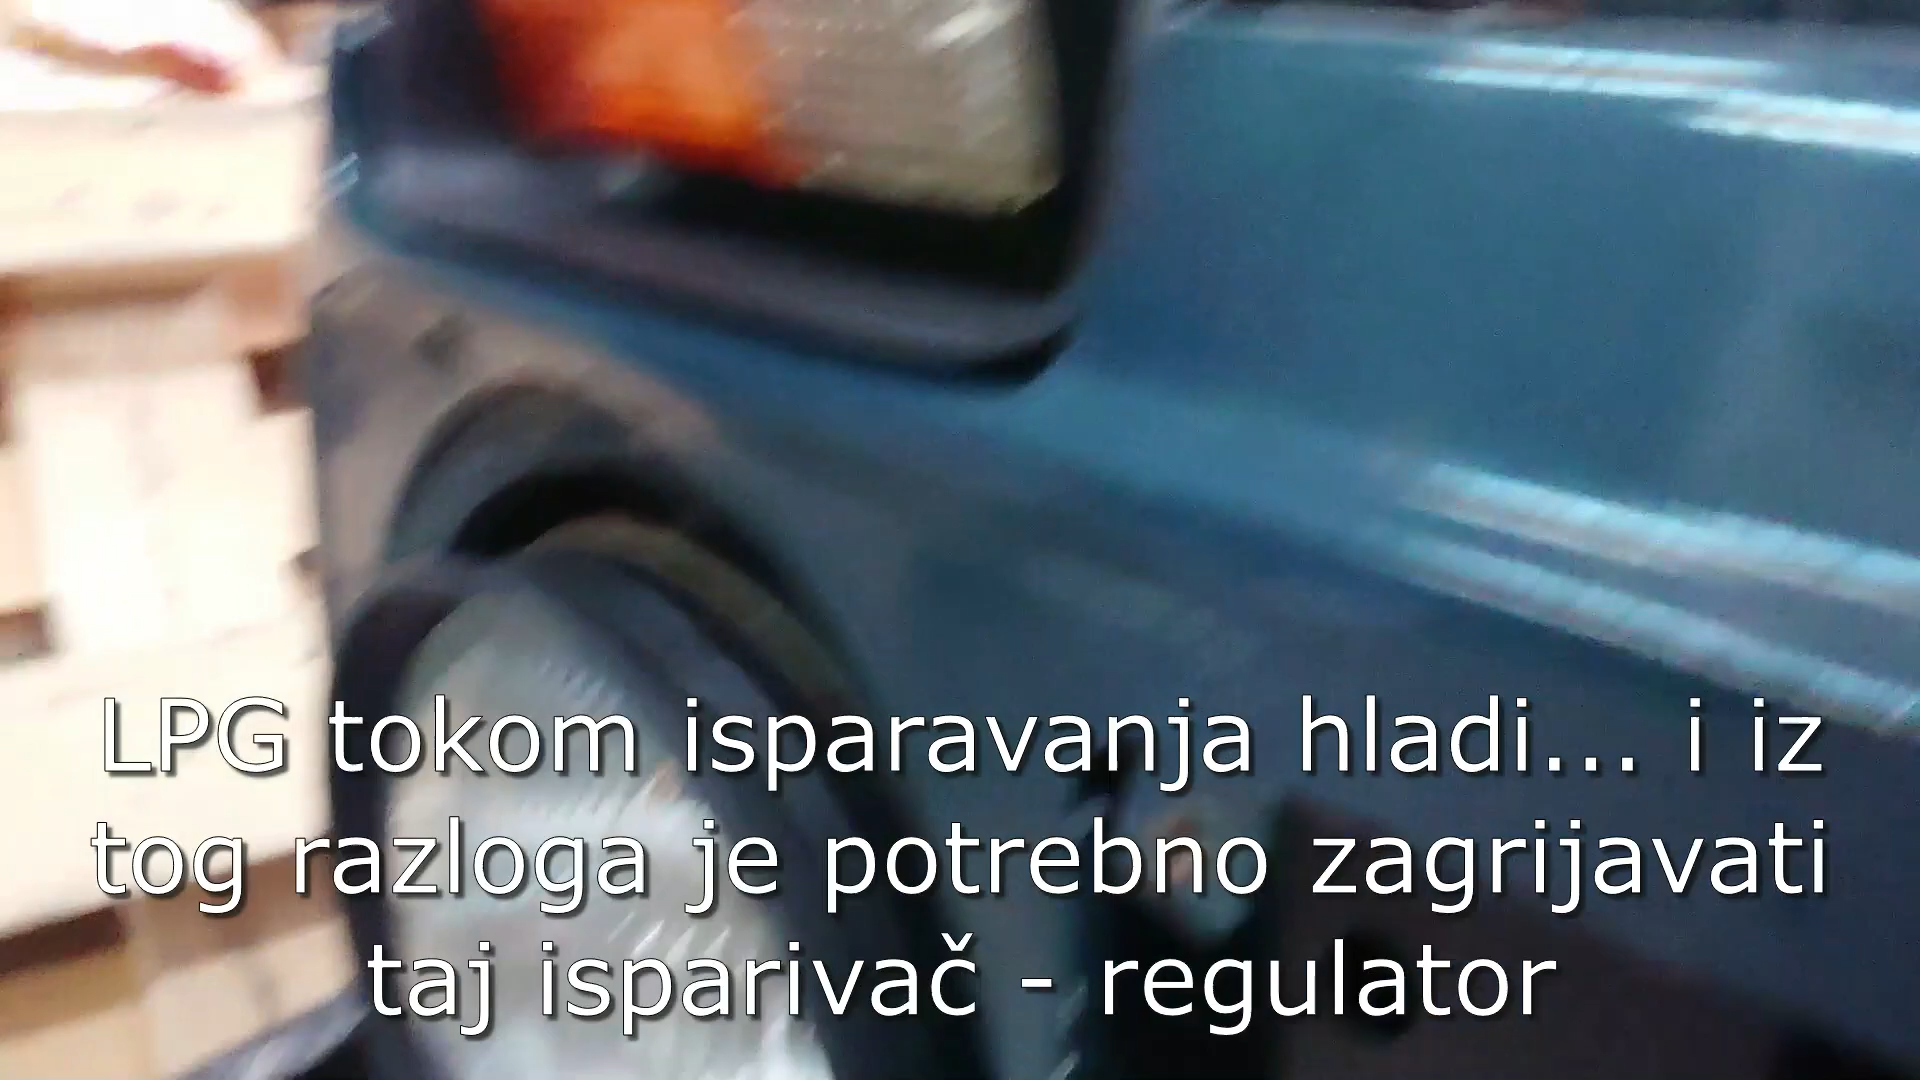 LPG tokom isparavanja hladi... i iz
tog razloga je potrebno zagrijavati
taj isparivač - regulator